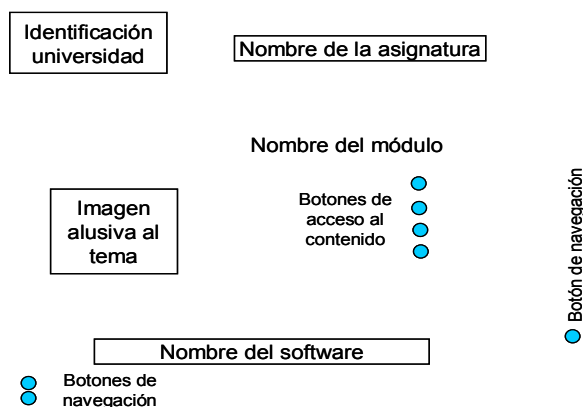 Identificación
universidad
Nombre de la asignatura
Nombre del módulo
Botones de
acceso al
contenido
Imagen
alusiva al
tema
Botón de navegación
Nombre del software
Botones de
navegación